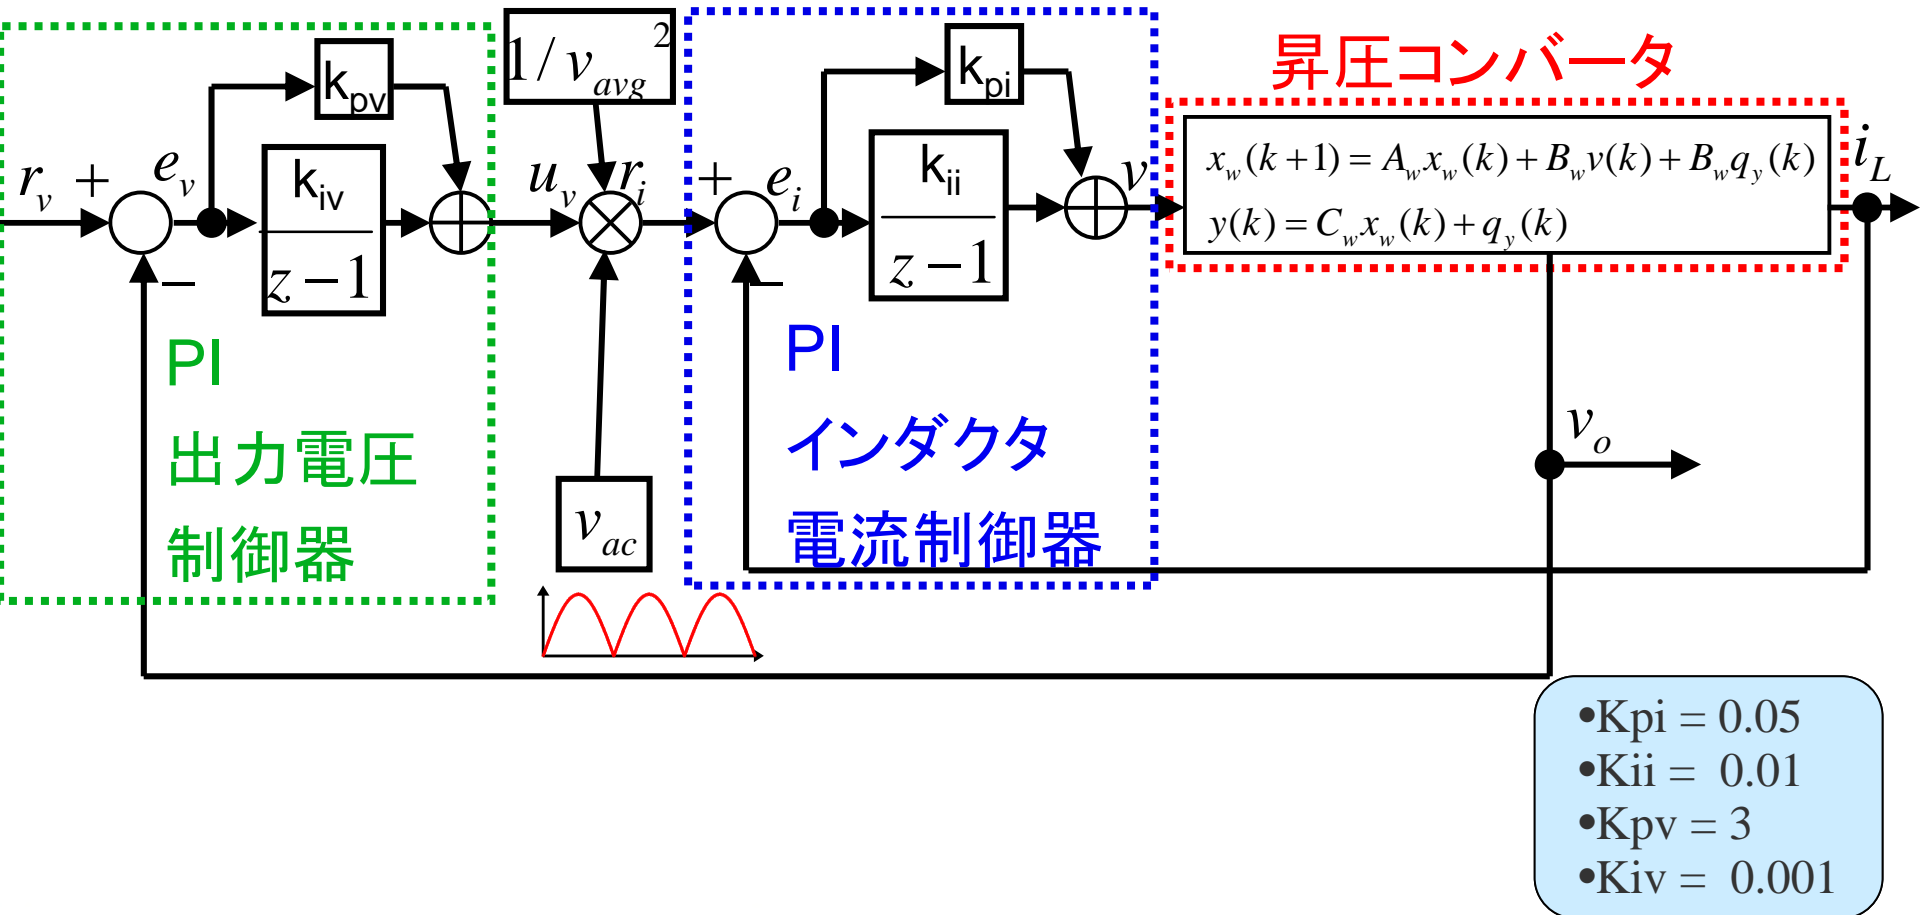 r_v + e_v
k_pv
k_iv
z − 1
−
PI
出力電圧
制御器
1/ v_avg^2
u_v r_i
v_ac
+ e_i
k_pi
k_ii
z − 1
−
PI
インダクタ
電流制御器
v
昇圧コンバータ
x_w(k+1) = A_w x_w(k) + B_w v(k) + B_w q_y(k)
y(k) = C_w x_w(k) + q_y(k)
i_L
v_o
•Kpi = 0.05
•Kii = 0.01
•Kpv = 3
•Kiv = 0.001